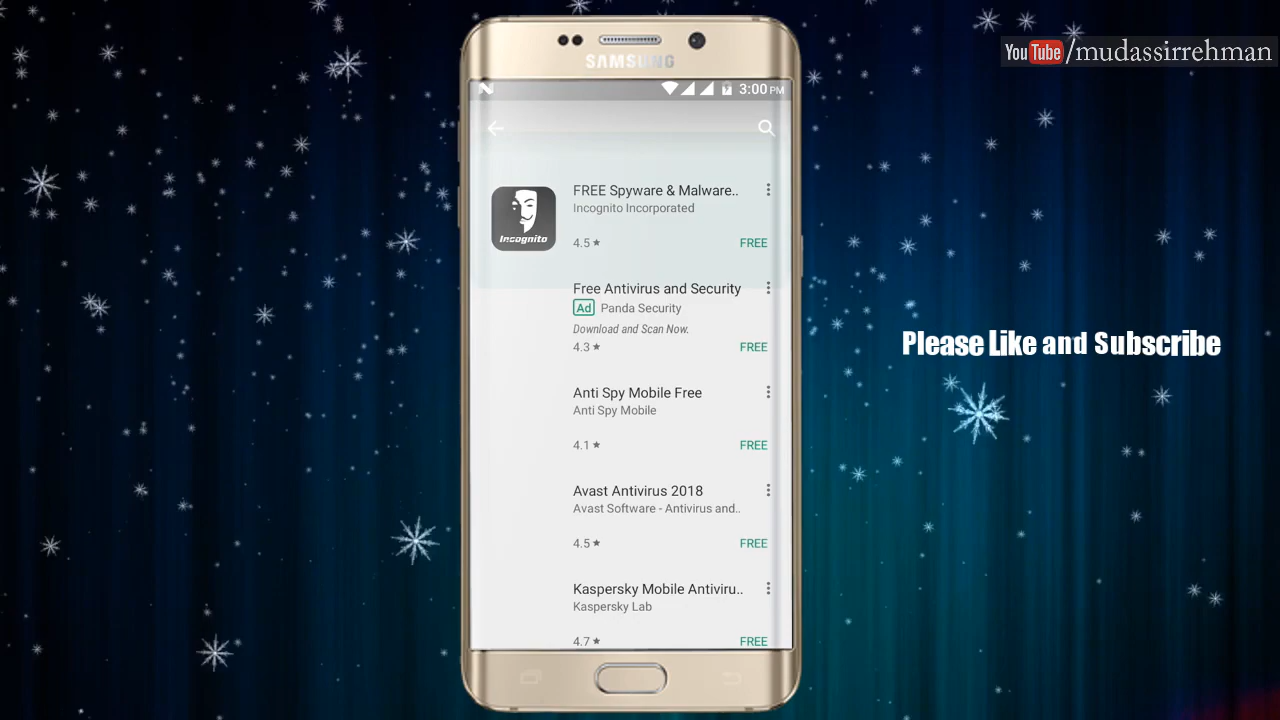 YouTube/mudassirrehman
SAMSUNG
3:00 PM
FREE Spyware & Malware..
Incognito Incorporated
Incognito
4.5 ★ FREE
Free Antivirus and Security
Ad Panda Security
Download and Scan Now.
4.3 ★ FREE
Anti Spy Mobile Free
Anti Spy Mobile
4.1 ★ FREE
Avast Antivirus 2018
Avast Software - Antivirus and..
4.5 ★ FREE
Kaspersky Mobile Antiviru..
Kaspersky Lab
4.7 ★ FREE
Please Like and Subscribe